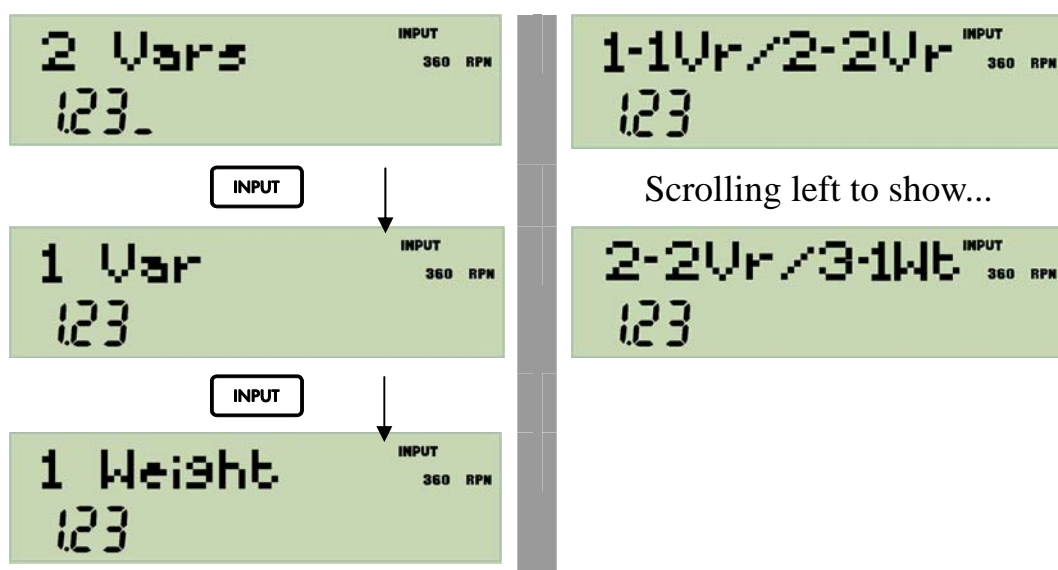 2 Vars
INPUT
360 RPN
1.23_
INPUT
1 Var
INPUT
360 RPN
1.23
INPUT
1 Weight
INPUT
360 RPN
1.23
1-1Vr/2-2Vr
INPUT
360 RPN
1.23
Scrolling left to show...
2-2Vr/3-1Wt
INPUT
360 RPN
1.23